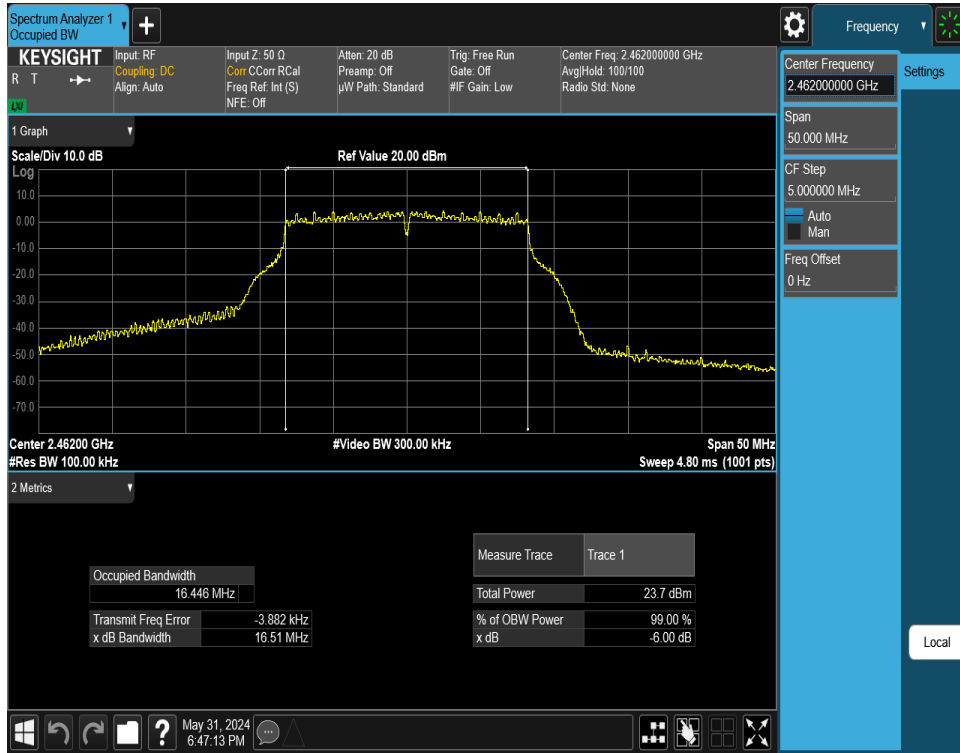 Spectrum Analyzer 1
Occupied BW
+
Frequency
KEYSIGHT
R T
LXI
Input: RF
Coupling: DC
Align: Auto
Input Z: 50 Ω
Corr CCorr RCal
Freq Ref: Int (S)
NFE: Off
Atten: 20 dB
Preamp: Off
µW Path: Standard
Trig: Free Run
Gate: Off
#IF Gain: Low
Center Freq: 2.462000000 GHz
Avg|Hold: 100/100
Radio Std: None
Center Frequency
2.462000000 GHz
Settings
Span
50.000 MHz
CF Step
5.000000 MHz
Auto
Man
Freq Offset
0 Hz
Local
1 Graph
Scale/Div 10.0 dB
Ref Value 20.00 dBm
Log
10.0
0.00
-10.0
-20.0
-30.0
-40.0
-50.0
-60.0
-70.0
Center 2.46200 GHz
#Video BW 300.00 kHz
Span 50 MHz
#Res BW 100.00 kHz
Sweep 4.80 ms (1001 pts)
2 Metrics
Measure Trace Trace 1
Occupied Bandwidth
16.446 MHz
Total Power 23.7 dBm
Transmit Freq Error -3.882 kHz
% of OBW Power 99.00 %
x dB Bandwidth 16.51 MHz
x dB -6.00 dB
?
May 31, 2024
6:47:13 PM